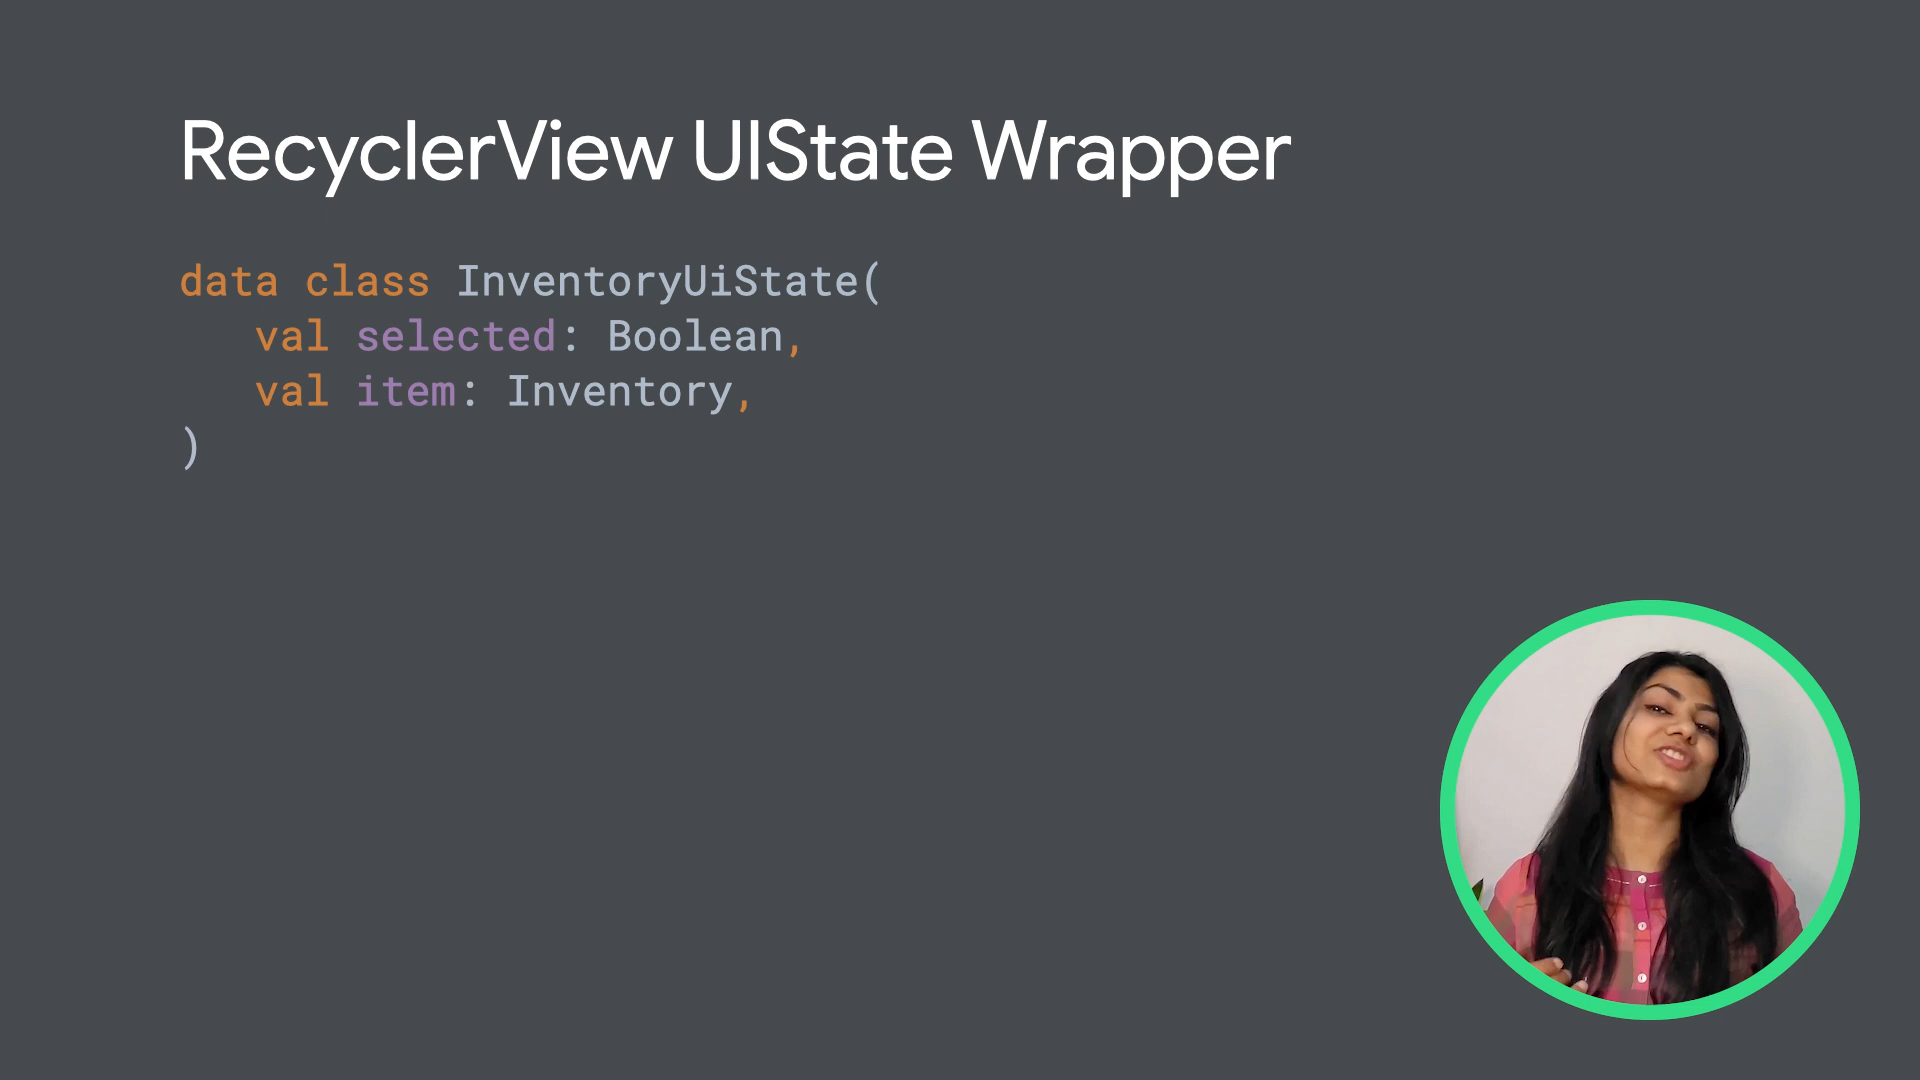 RecyclerView UIState Wrapper
data class InventoryUiState(
   val selected: Boolean,
   val item: Inventory,
)